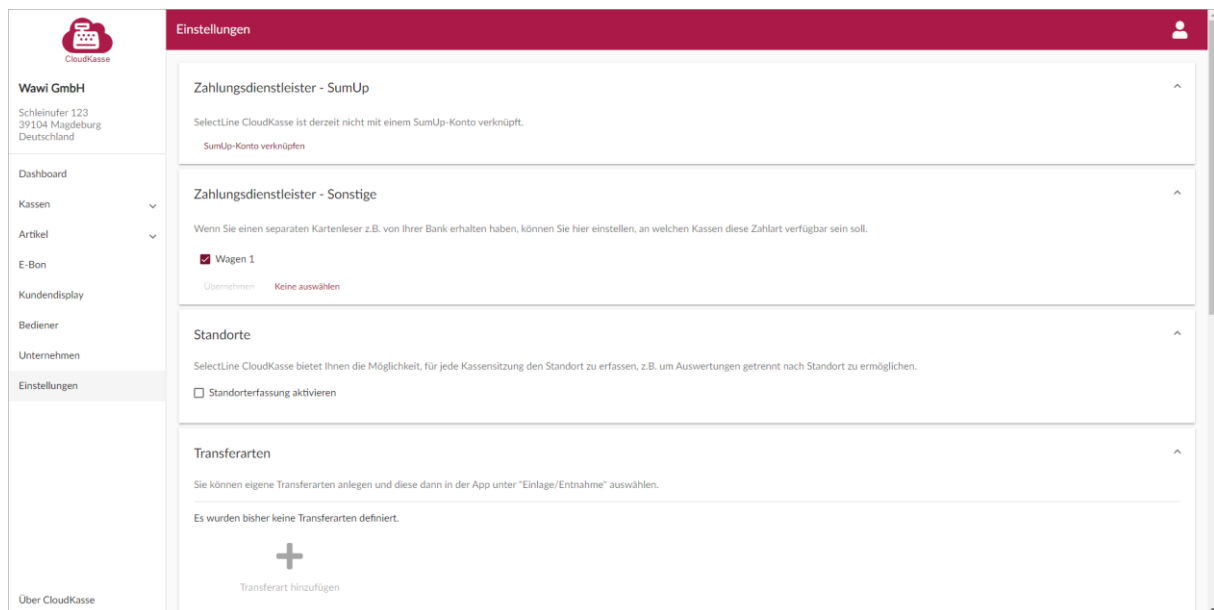 CloudKasse
Wawi GmbH
Schleinufer 123
39104 Magdeburg
Deutschland
Dashboard
Kassen
Artikel
E-Bon
Kundendisplay
Bediener
Unternehmen
Einstellungen
Über CloudKasse
Einstellungen
Zahlungsdienstleister - SumUp
SelectLine CloudKasse ist derzeit nicht mit einem SumUp-Konto verknüpft.
SumUp-Konto verknüpfen
Zahlungsdienstleister - Sonstige
Wenn Sie einen separaten Kartenleser z.B. von Ihrer Bank erhalten haben, können Sie hier einstellen, an welchen Kassen diese Zahlart verfügbar sein soll.
Wagen 1
Übernehmen Keine auswählen
Standorte
SelectLine CloudKasse bietet Ihnen die Möglichkeit, für jede Kassensitzung den Standort zu erfassen, z.B. um Auswertungen getrennt nach Standort zu ermöglichen.
Standorterfassung aktivieren
Transferarten
Sie können eigene Transferarten anlegen und diese dann in der App unter "Einlage/Entnahme" auswählen.
Es wurden bisher keine Transferarten definiert.
Transferart hinzufügen